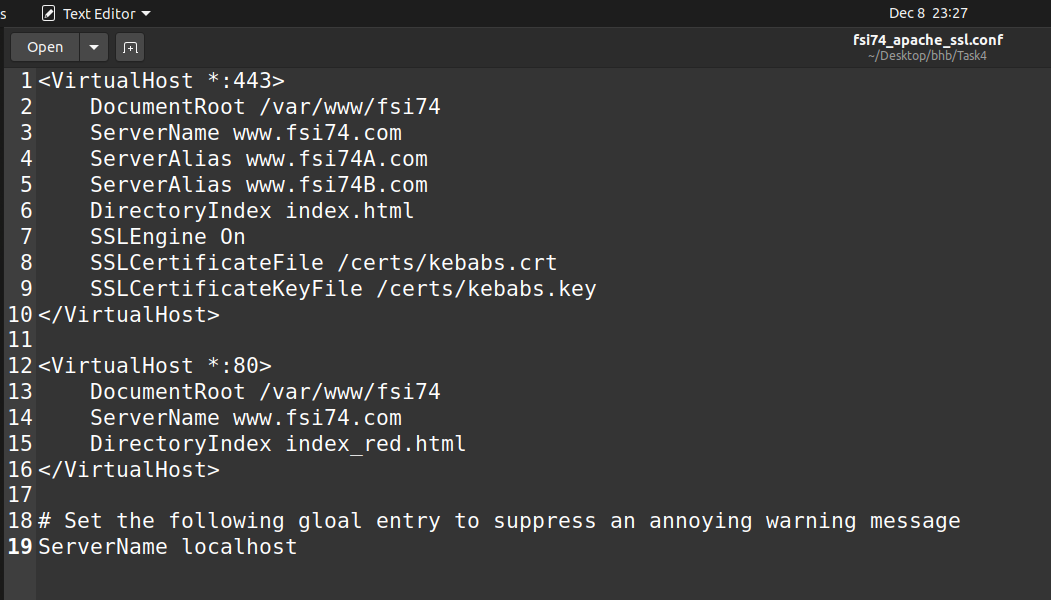 s Text Editor Dec 8 23:27
Open fsi74_apache_ssl.conf
~/Desktop/bhb/Task4
1 <VirtualHost *:443>
2 DocumentRoot /var/www/fsi74
3 ServerName www.fsi74.com
4 ServerAlias www.fsi74A.com
5 ServerAlias www.fsi74B.com
6 DirectoryIndex index.html
7 SSLEngine On
8 SSLCertificateFile /certs/kebabs.crt
9 SSLCertificateKeyFile /certs/kebabs.key
10 </VirtualHost>
11
12 <VirtualHost *:80>
13 DocumentRoot /var/www/fsi74
14 ServerName www.fsi74.com
15 DirectoryIndex index_red.html
16 </VirtualHost>
17
18 # Set the following gloal entry to suppress an annoying warning message
19 ServerName localhost